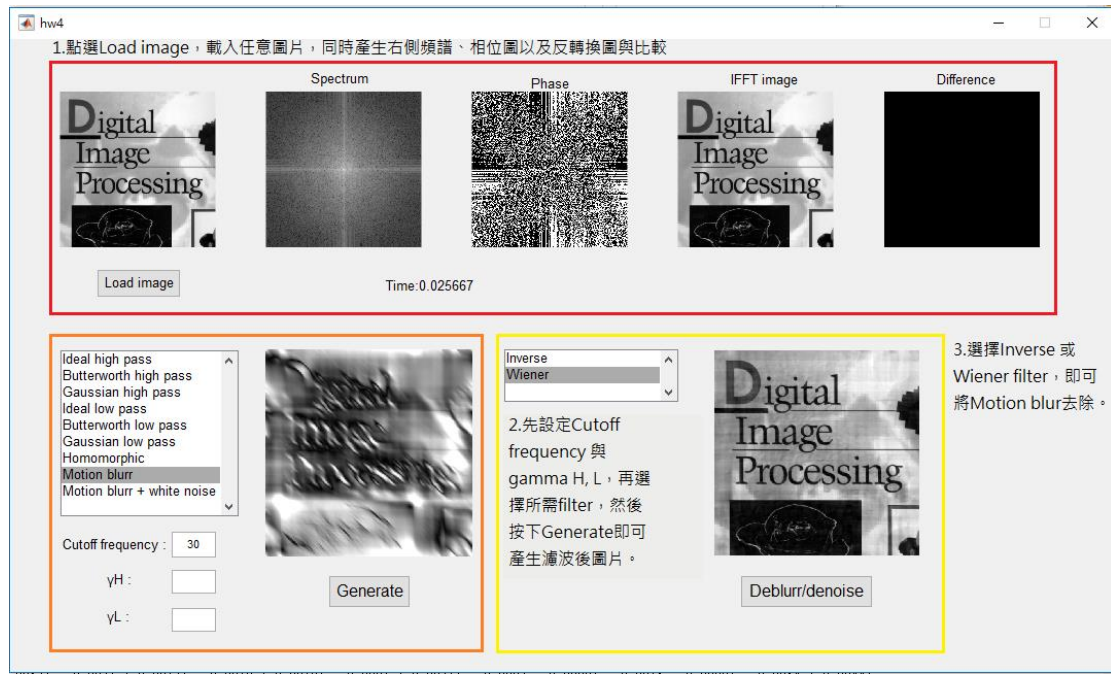 hw4
1.點選Load image，載入任意圖片，同時產生右側頻譜、相位圖以及反轉換圖與比較
Spectrum
Phase
IFFT image
Difference
Digital
Image
Processing
Digital
Image
Processing
Load image
Time:0.025667
Ideal high pass
Butterworth high pass
Gaussian high pass
Ideal low pass
Butterworth low pass
Gaussian low pass
Homomorphic
Motion blurr
Motion blurr + white noise
Cutoff frequency :
30
γH :
γL :
Generate
Inverse
Wiener
2.先設定Cutoff
frequency 與
gamma H, L，再選
擇所需filter，然後
按下Generate即可
產生濾波後圖片。
Digital
Image
Processing
Deblurr/denoise
3.選擇Inverse 或
Wiener filter，即可
將Motion blur去除。